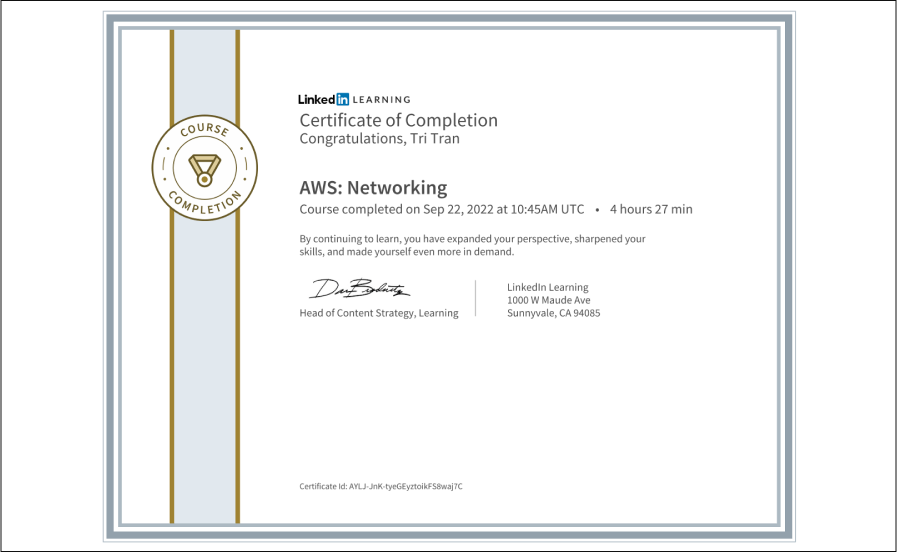 LinkedIn LEARNING
Certificate of Completion
Congratulations, Tri Tran
COURSE
COMPLETION
AWS: Networking
Course completed on Sep 22, 2022 at 10:45AM UTC • 4 hours 27 min
By continuing to learn, you have expanded your perspective, sharpened your
skills, and made yourself even more in demand.
Head of Content Strategy, Learning
LinkedIn Learning
1000 W Maude Ave
Sunnyvale, CA 94085
Certificate Id: AYLJ-JnK-tyeGEyztoikFS8waj7C